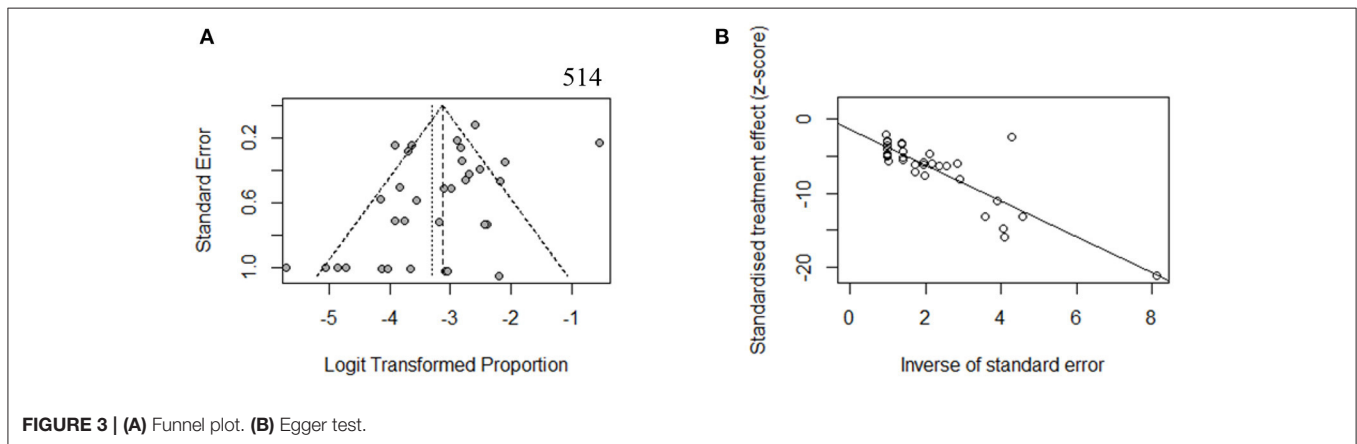 A
B
514
Standard Error
0.2
0.6
1.0
-5 -4 -3 -2 -1
Logit Transformed Proportion
Standardised treatment effect (z-score)
0
-10
-20
0 2 4 6 8
Inverse of standard error
FIGURE 3 | (A) Funnel plot. (B) Egger test.